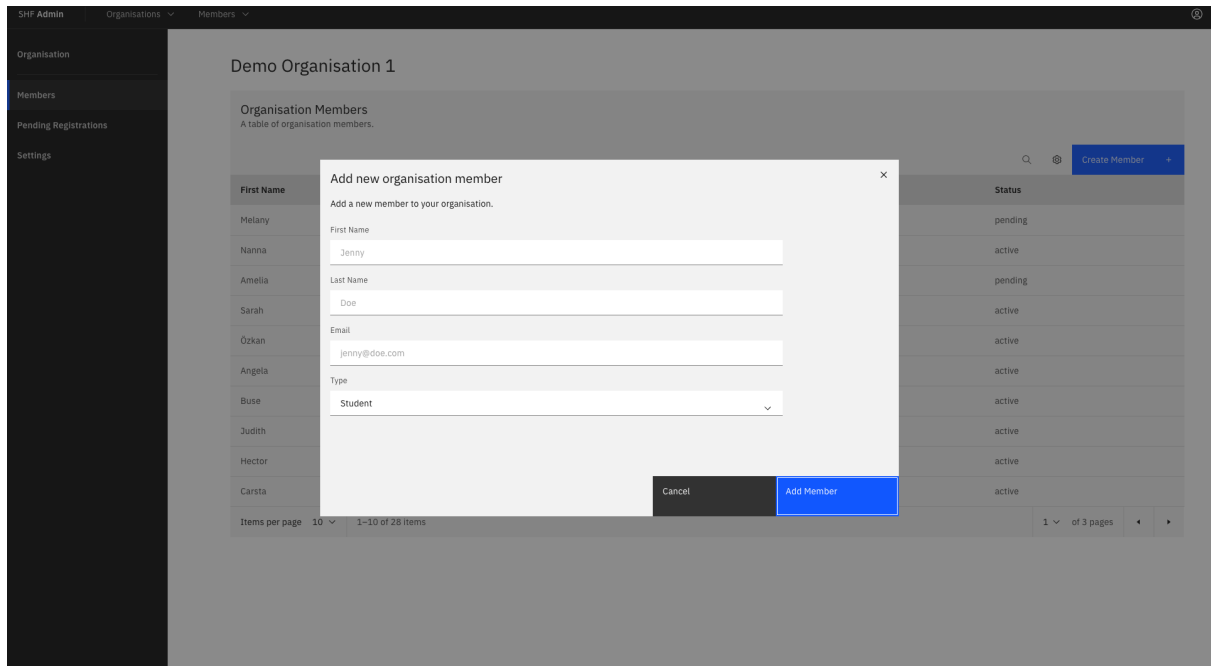 SHF Admin Organisations Members
Organisation
Members
Pending Registrations
Settings
Demo Organisation 1
Organisation Members
A table of organisation members.
Create Member +
First Name Status
Melany pending
Nanna active
Amelia pending
Sarah active
Özkan active
Angela active
Buse active
Judith active
Hector active
Carsta active
Items per page 10 1–10 of 28 items 1 of 3 pages
Add new organisation member
Add a new member to your organisation.
First Name
Jenny
Last Name
Doe
Email
jenny@doe.com
Type
Student
Cancel Add Member